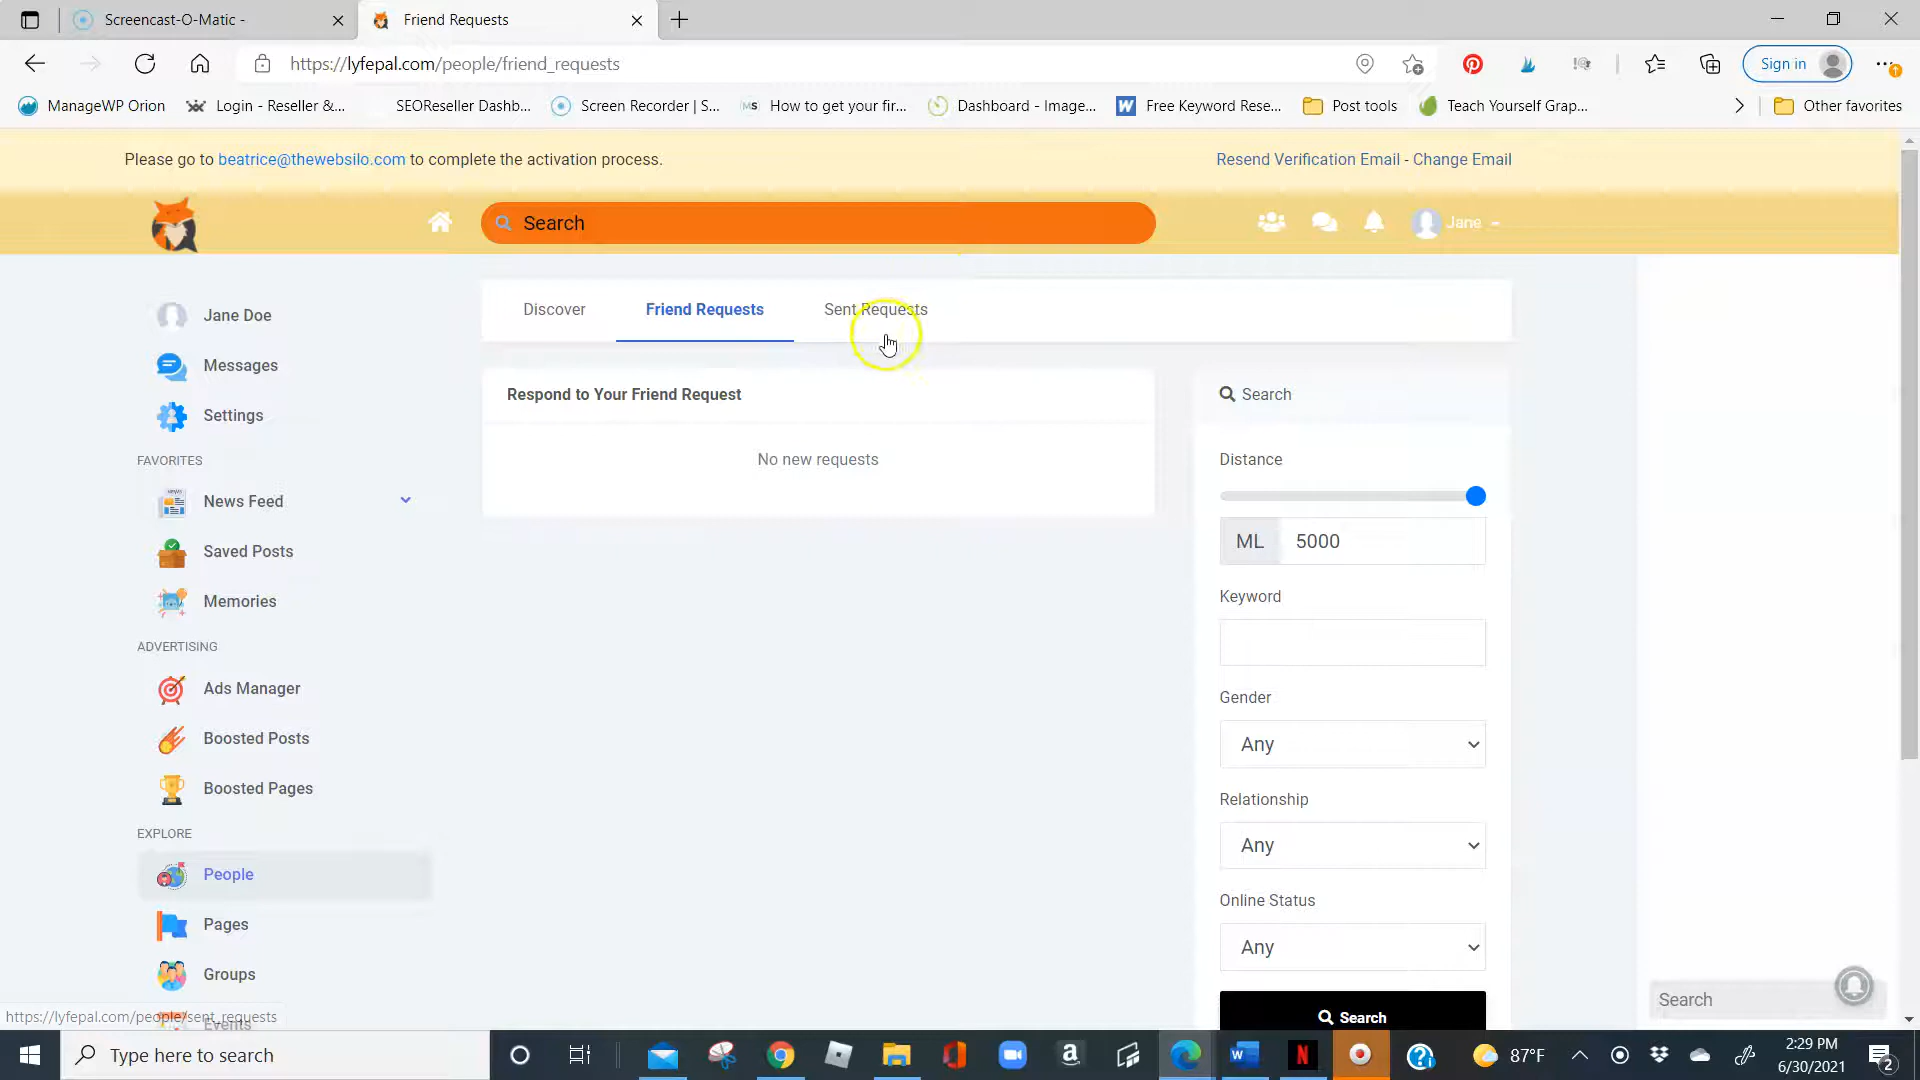 Screencast-O-Matic -
Friend Requests
https://lyfepal.com/people/friend_requests
Sign in
ManageWP Orion
Login - Reseller &...
SEOReseller Dashb...
Screen Recorder | S...
MS
How to get your fir...
Dashboard - Image...
W
Free Keyword Rese...
Post tools
Teach Yourself Grap...
Other favorites
Please go to beatrice@thewebsilo.com to complete the activation process.
Resend Verification Email - Change Email
Search
Jane
Discover
Friend Requests
Sent Requests
Jane Doe
Messages
Settings
FAVORITES
News Feed
Saved Posts
Memories
ADVERTISING
Ads Manager
Boosted Posts
Boosted Pages
EXPLORE
People
Pages
Groups
Events
Respond to Your Friend Request
No new requests
Search
Distance
ML 5000
Keyword
Gender
Any
Relationship
Any
Online Status
Any
Search
Search
https://lyfepal.com/people/sent_requests
Type here to search
87°F
2:29 PM
6/30/2021
2